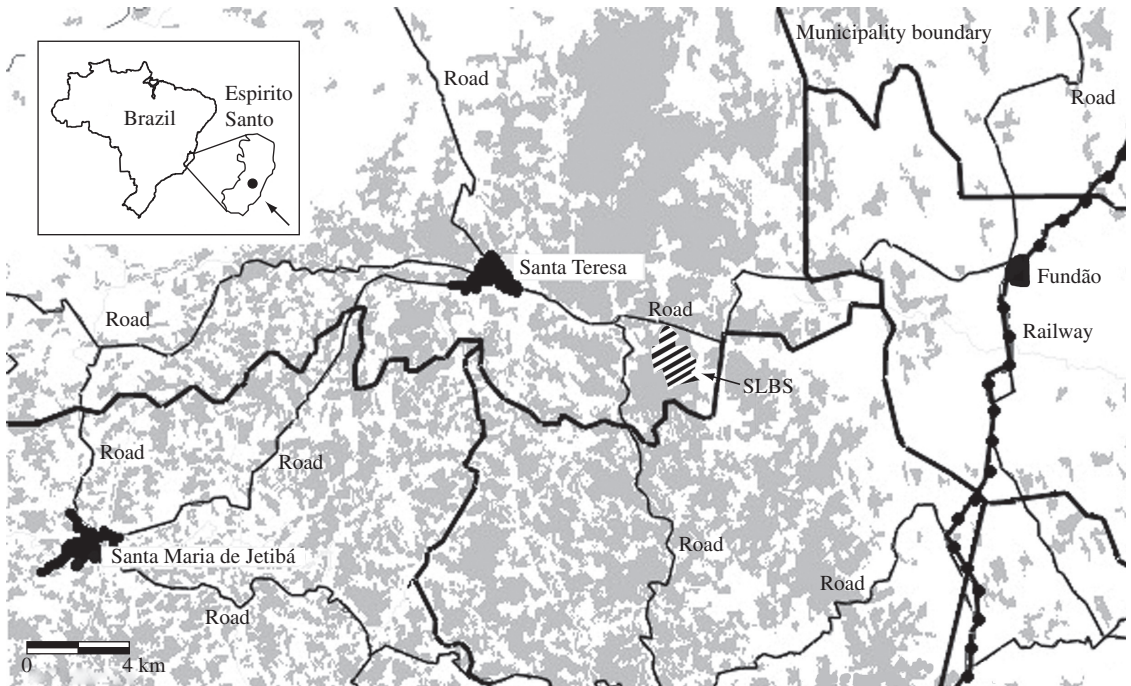 Municipality boundary
Road
Road
Espirito
Santo
Brazil
Santa Teresa
Fundão
Road
Road
Railway
SLBS
Road
Road
Santa Maria de Jetibá
Road
Road
Road
0 4 km